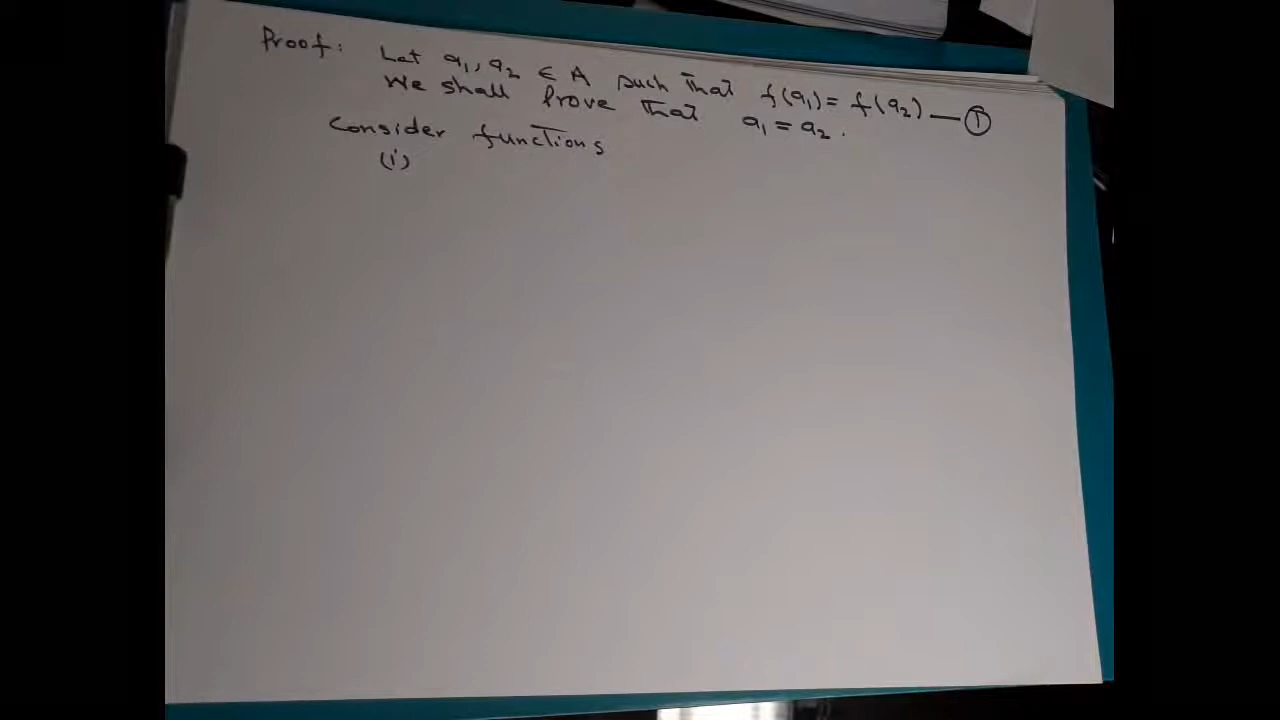 Proof: Let a₁, a₂ ∈ A such that f(a₁) = f(a₂) — ①
We shall prove that a₁ = a₂.
Consider functions
(i)